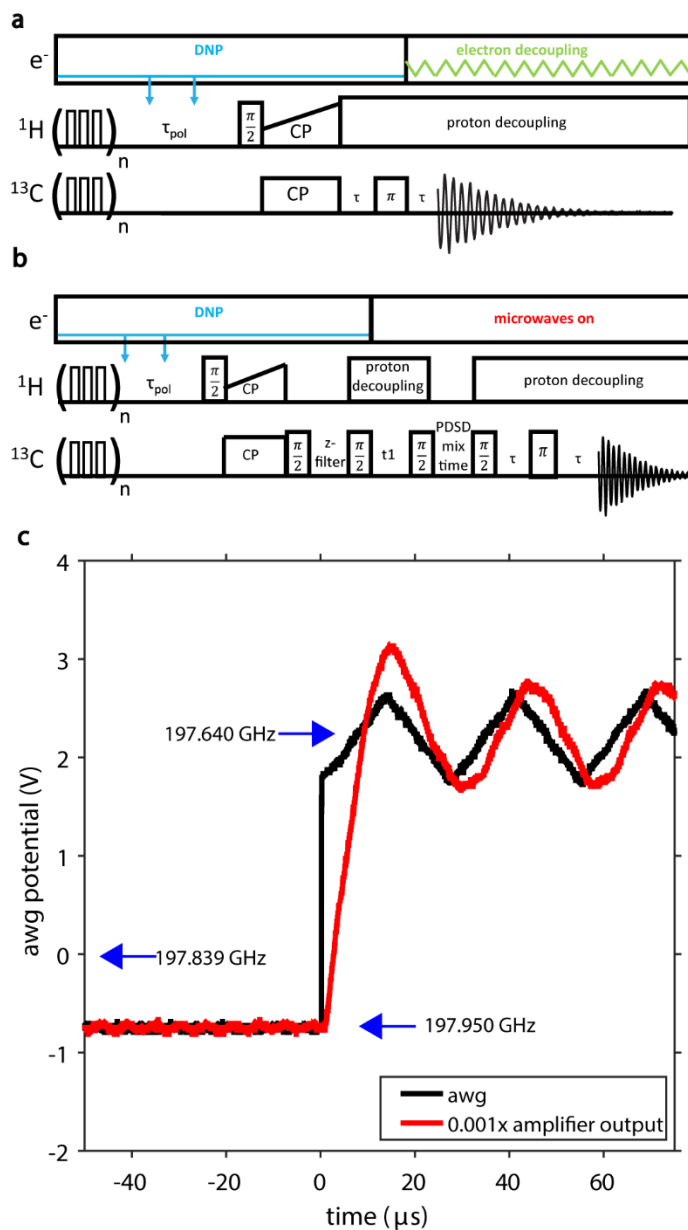 a
e-
DNP
electron decoupling
1H
n
τpol
π/2
CP
proton decoupling
13C
n
CP
τ
π
τ
b
e-
DNP
microwaves on
1H
n
τpol
π/2
CP
proton
decoupling
proton decoupling
13C
n
CP
π/2
z-
filter
π/2
t1
π/2
PDSD
mix
time
π/2
τ
π
τ
c
awg potential (V)
4
3
2
1
0
-1
-2
197.640 GHz
197.839 GHz
197.950 GHz
awg
0.001x amplifier output
-40
-20
0
20
40
60
time (μs)